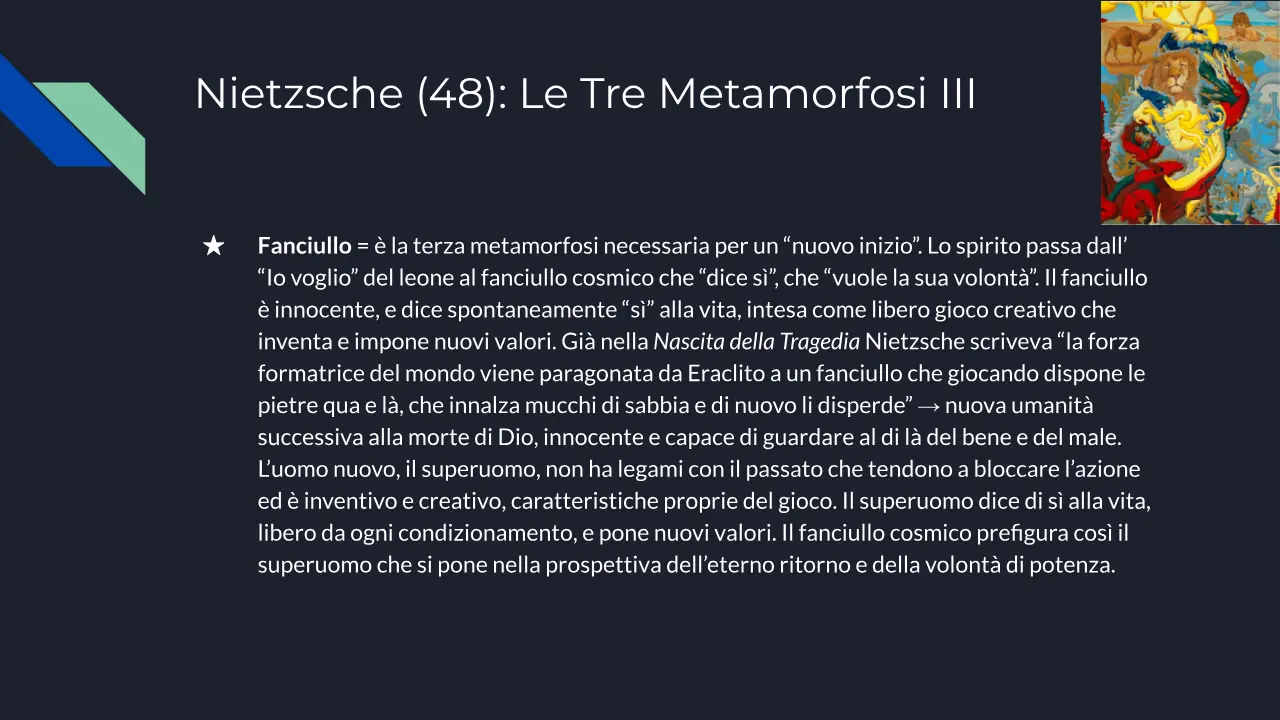 Nietzsche (48): Le Tre Metamorfosi III
★ Fanciullo = è la terza metamorfosi necessaria per un “nuovo inizio”. Lo spirito passa dall’
“Io voglio” del leone al fanciullo cosmico che “dice sì”, che “vuole la sua volontà”. Il fanciullo
è innocente, e dice spontaneamente “sì” alla vita, intesa come libero gioco creativo che
inventa e impone nuovi valori. Già nella Nascita della Tragedia Nietzsche scriveva “la forza
formatrice del mondo viene paragonata da Eraclito a un fanciullo che giocando dispone le
pietre qua e là, che innalza mucchi di sabbia e di nuovo li disperde” → nuova umanità
successiva alla morte di Dio, innocente e capace di guardare al di là del bene e del male.
L’uomo nuovo, il superuomo, non ha legami con il passato che tendono a bloccare l’azione
ed è inventivo e creativo, caratteristiche proprie del gioco. Il superuomo dice di sì alla vita,
libero da ogni condizionamento, e pone nuovi valori. Il fanciullo cosmico prefigura così il
superuomo che si pone nella prospettiva dell’eterno ritorno e della volontà di potenza.